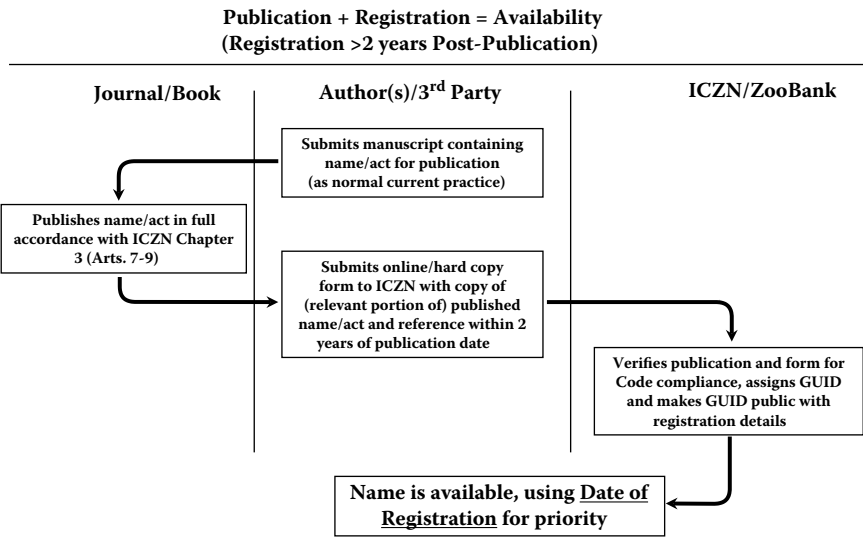 Publication + Registration = Availability
(Registration >2 years Post-Publication)
Journal/Book
Author(s)/3rd Party
ICZN/ZooBank
Submits manuscript containing
name/act for publication
(as normal current practice)
Publishes name/act in full
accordance with ICZN Chapter
3 (Arts. 7-9)
Submits online/hard copy
form to ICZN with copy of
(relevant portion of) published
name/act and reference within 2
years of publication date
Verifies publication and form for
Code compliance, assigns GUID
and makes GUID public with
registration details
Name is available, using Date of
Registration for priority